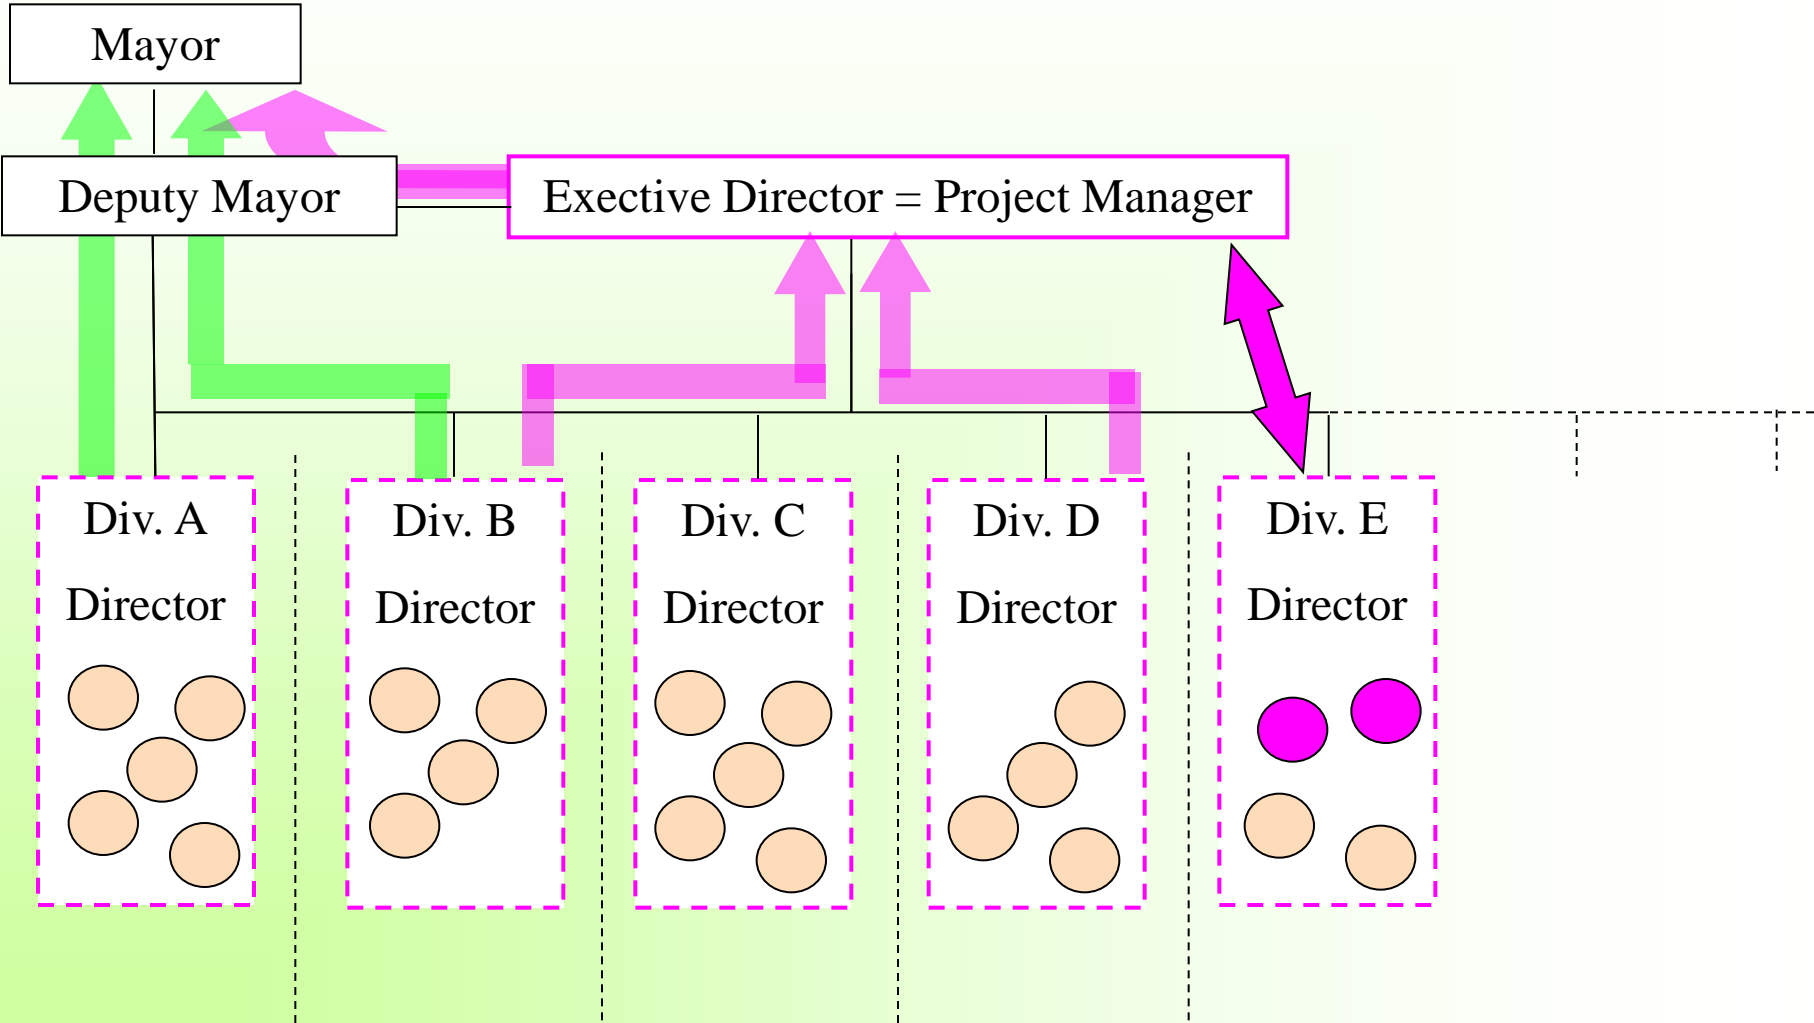 Mayor
Deputy Mayor
Exective Director = Project Manager
Div. A
Director
Div. B
Director
Div. C
Director
Div. D
Director
Div. E
Director